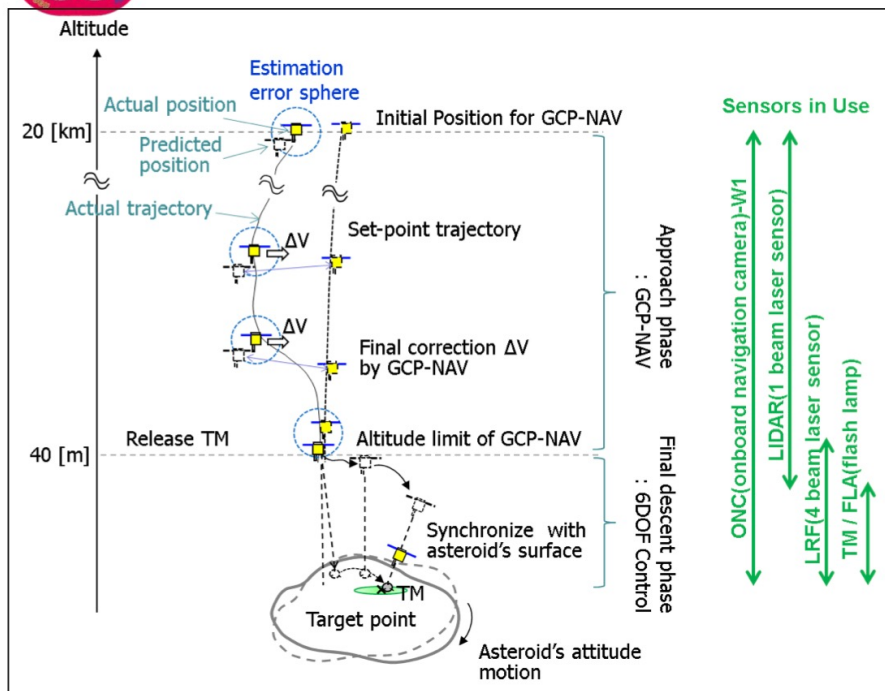 Altitude
Estimation
error sphere
Actual position
20 [km]
Initial Position for GCP-NAV
Predicted
position
Actual trajectory
ΔV
Set-point trajectory
ΔV
Final correction ΔV
by GCP-NAV
Release TM
Altitude limit of GCP-NAV
40 [m]
Synchronize with
asteroid's surface
TM
Target point
Asteroid's attitude
motion
Approach phase
: GCP-NAV
Final descent phase
: 6DOF Control
Sensors in Use
ONC(onboard navigation camera)-W1
LIDAR(1 beam laser sensor)
LRF(4 beam laser sensor)
TM / FLA(flash lamp)